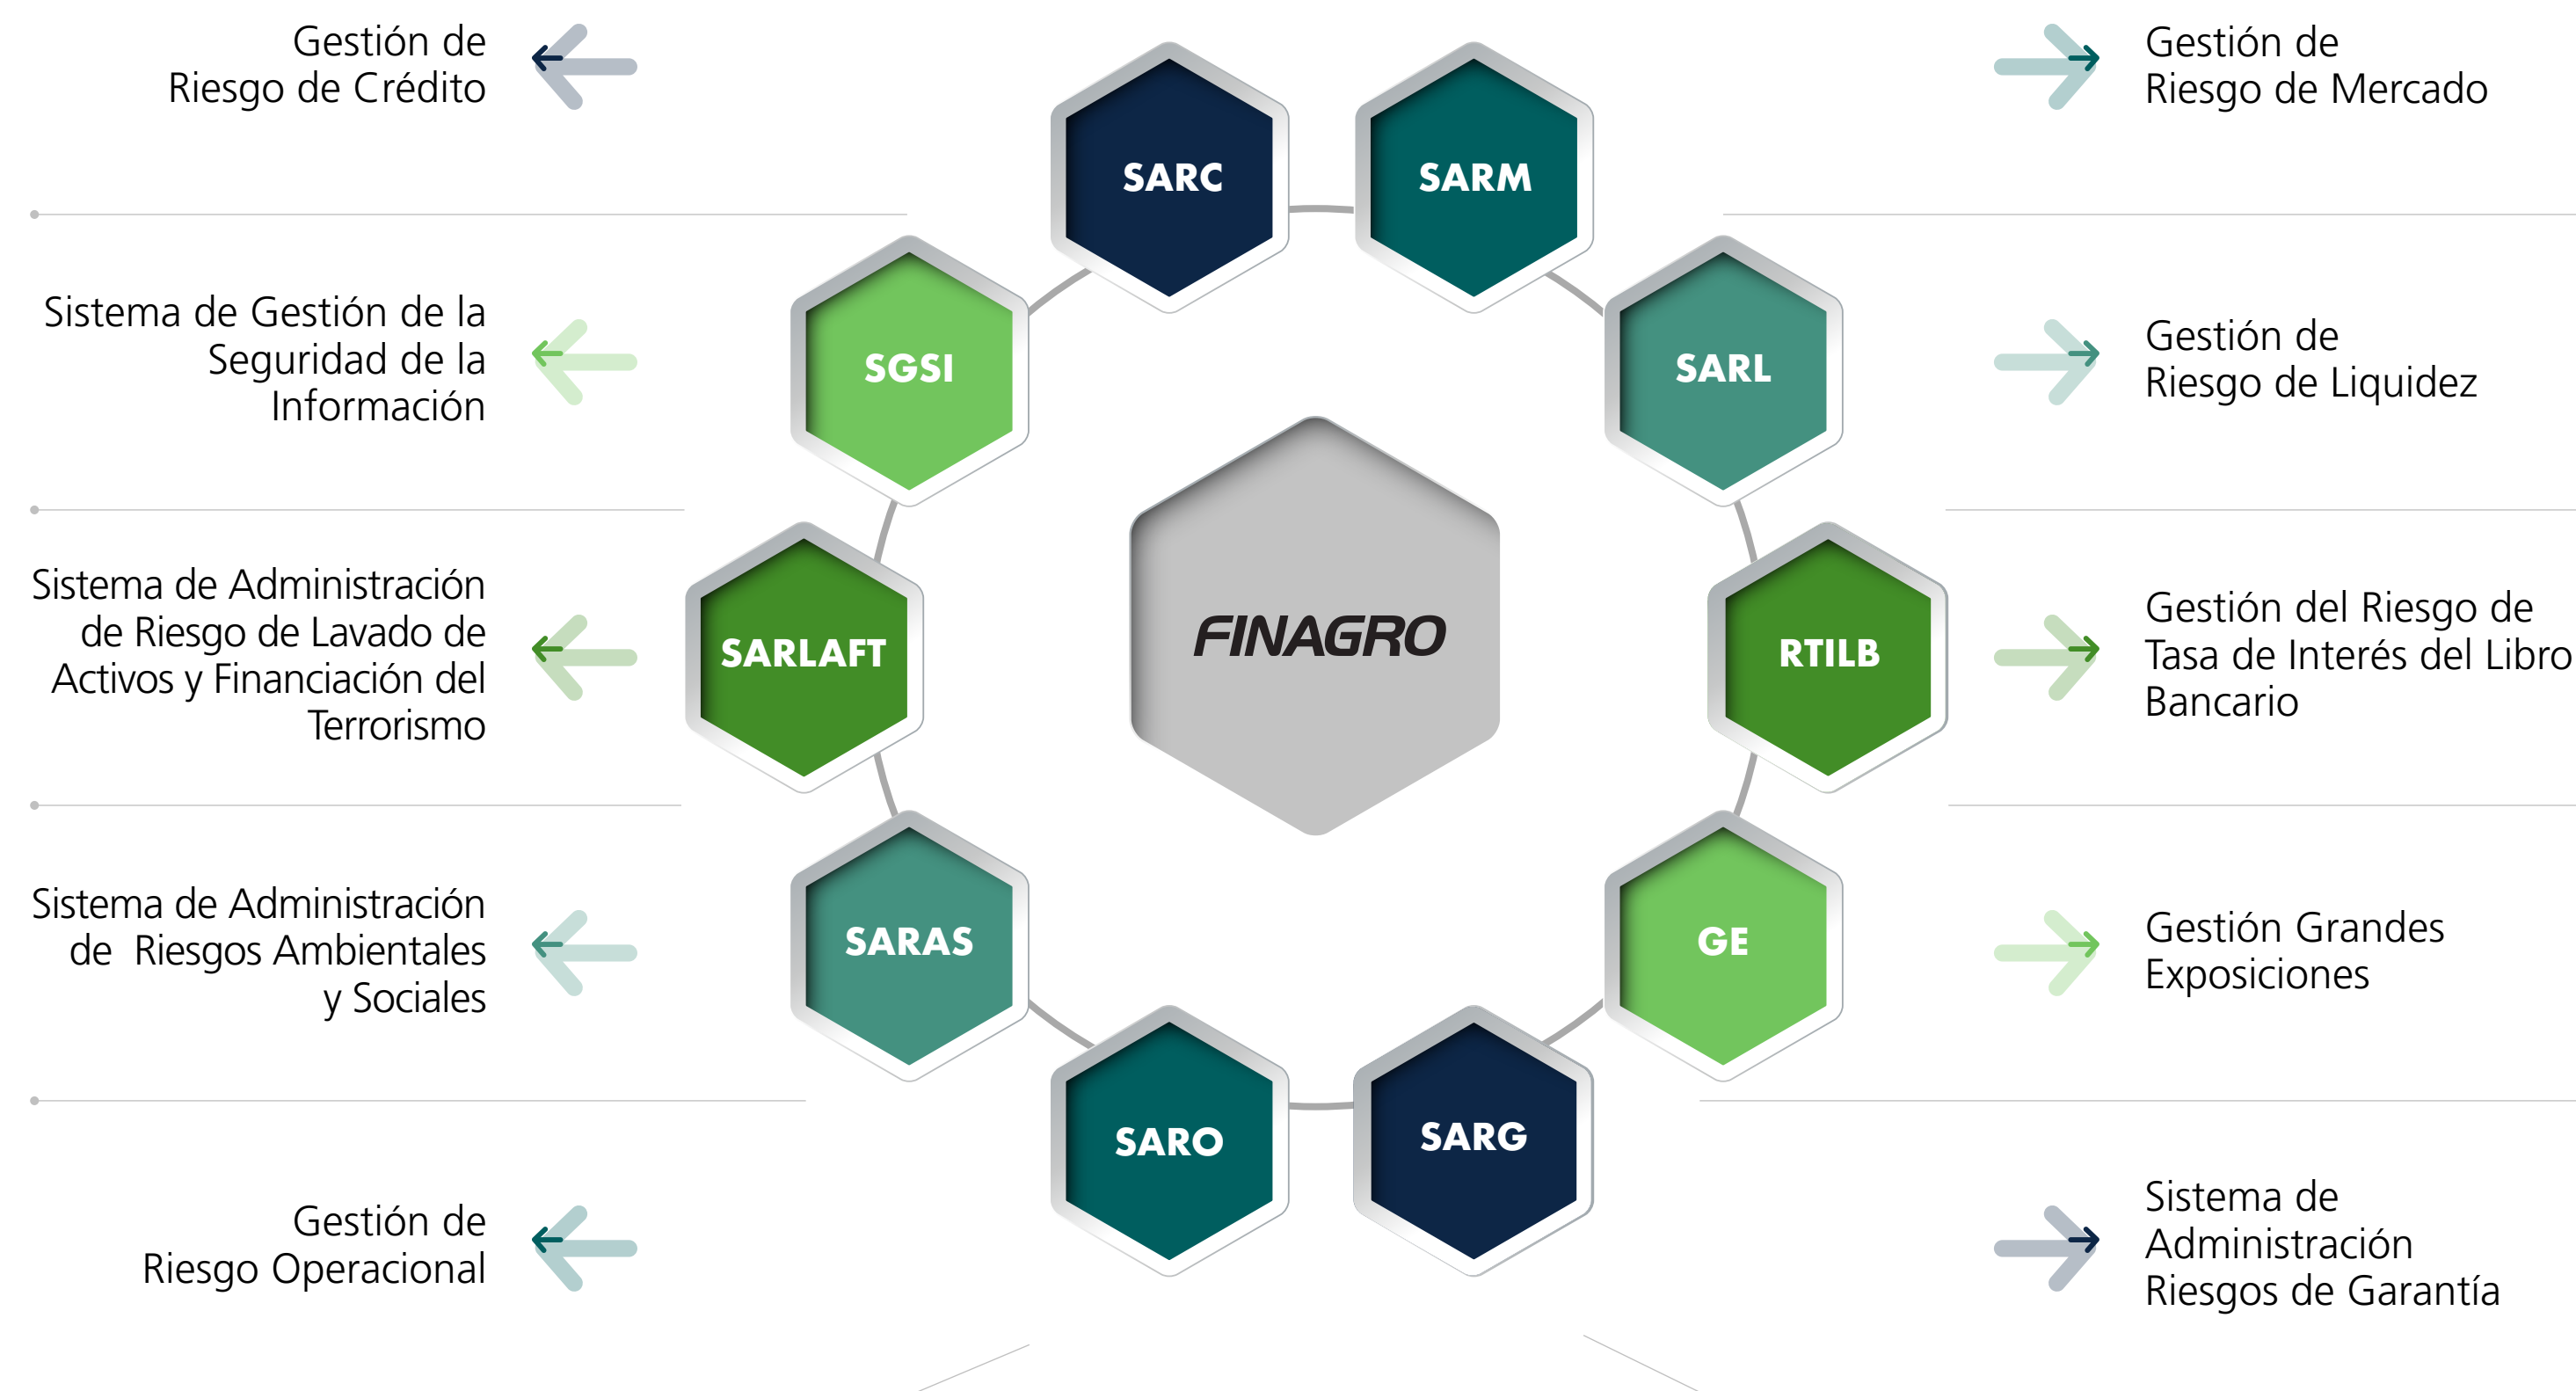 Gestión de
Riesgo de Crédito
Sistema de Gestión de la
Seguridad de la
Información
Sistema de Administración
de Riesgo de Lavado de
Activos y Financiación del
Terrorismo
Sistema de Administración
de  Riesgos Ambientales
y Sociales
Gestión de
Riesgo Operacional
SARC
SARM
SGSI
SARL
FINAGRO
SARLAFT
RTILB
SARAS
GE
SARO
SARG
Gestión de
Riesgo de Mercado
Gestión de
Riesgo de Liquidez
Gestión del Riesgo de
Tasa de Interés del Libro
Bancario
Gestión Grandes
Exposiciones
Sistema de
Administración
Riesgos de Garantía